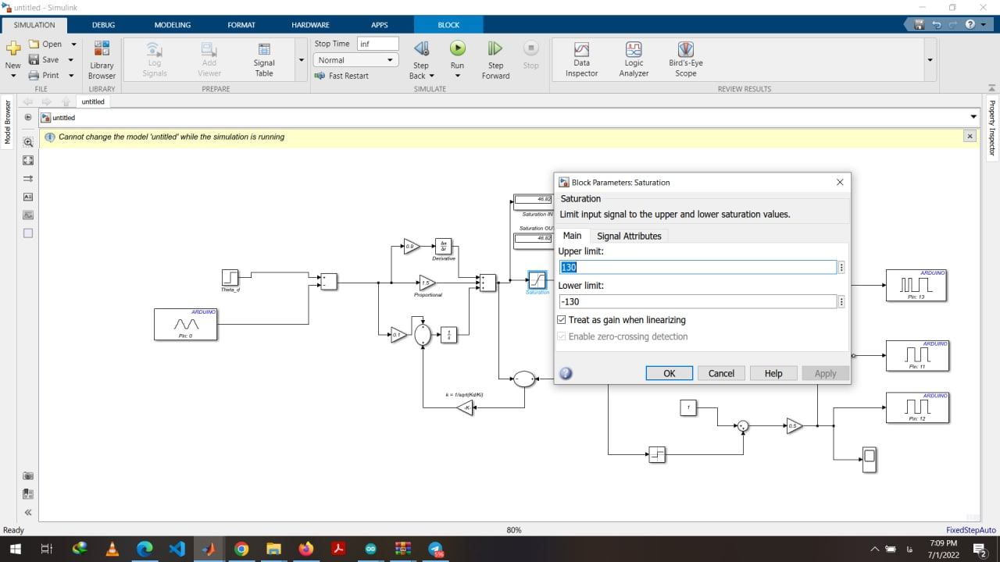 untitled - Simulink
SIMULATION DEBUG MODELING FORMAT HARDWARE APPS BLOCK
New
Open
Save
Print
FILE
Library Browser
LIBRARY
Log Signals
Add Viewer
Signal Table
PREPARE
Stop Time inf
Normal
Fast Restart
Step Back
Run
Step Forward
Stop
SIMULATE
Data Inspector
Logic Analyzer
Bird's-Eye Scope
REVIEW RESULTS
Model Browser
Property Inspector
untitled
untitled
Cannot change the model 'untitled' while the simulation is running
46.82
Saturation IN
Saturation OUT
46.82
0.9
Δu
Δt
Derivative
Theta_d
1.5
Proportional
Saturation
ARDUINO
Pin: 0
0.1
1
s
k = 1/sqrt(Kd/Ki)
-K-
Block Parameters: Saturation
Saturation
Limit input signal to the upper and lower saturation values.
Main Signal Attributes
Upper limit:
130
Lower limit:
-130
Treat as gain when linearizing
Enable zero-crossing detection
OK Cancel Help Apply
ARDUINO
Pin: 13
ARDUINO
Pin: 11
ARDUINO
Pin: 12
1
0.5
Ready 80% FixedStepAuto
7:09 PM
7/1/2022
فا
2